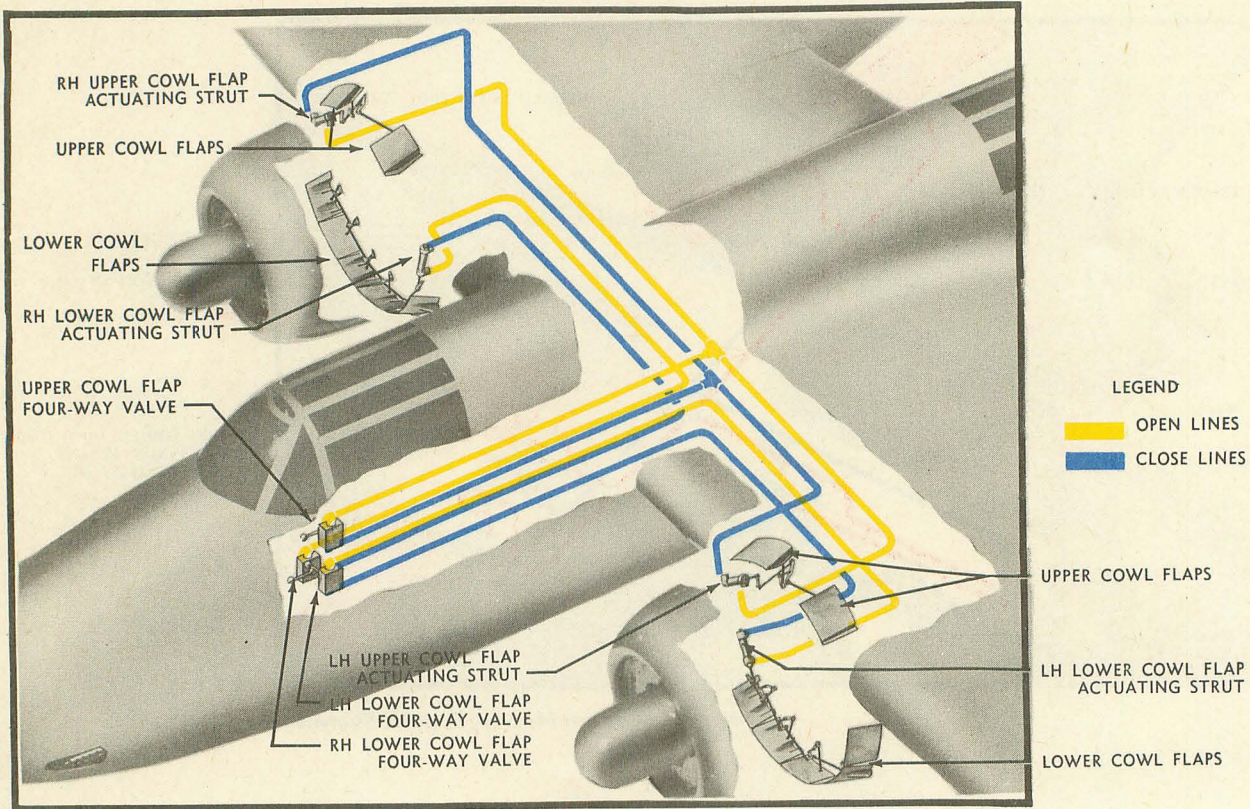 RH UPPER COWL FLAP
ACTUATING STRUT
UPPER COWL FLAPS
LOWER COWL
FLAPS
RH LOWER COWL FLAP
ACTUATING STRUT
UPPER COWL FLAP
FOUR-WAY VALVE
LEGEND
OPEN LINES
CLOSE LINES
UPPER COWL FLAPS
LH UPPER COWL FLAP
ACTUATING STRUT
LH LOWER COWL FLAP
FOUR-WAY VALVE
RH LOWER COWL FLAP
FOUR-WAY VALVE
LH LOWER COWL FLAP
ACTUATING STRUT
LOWER COWL FLAPS